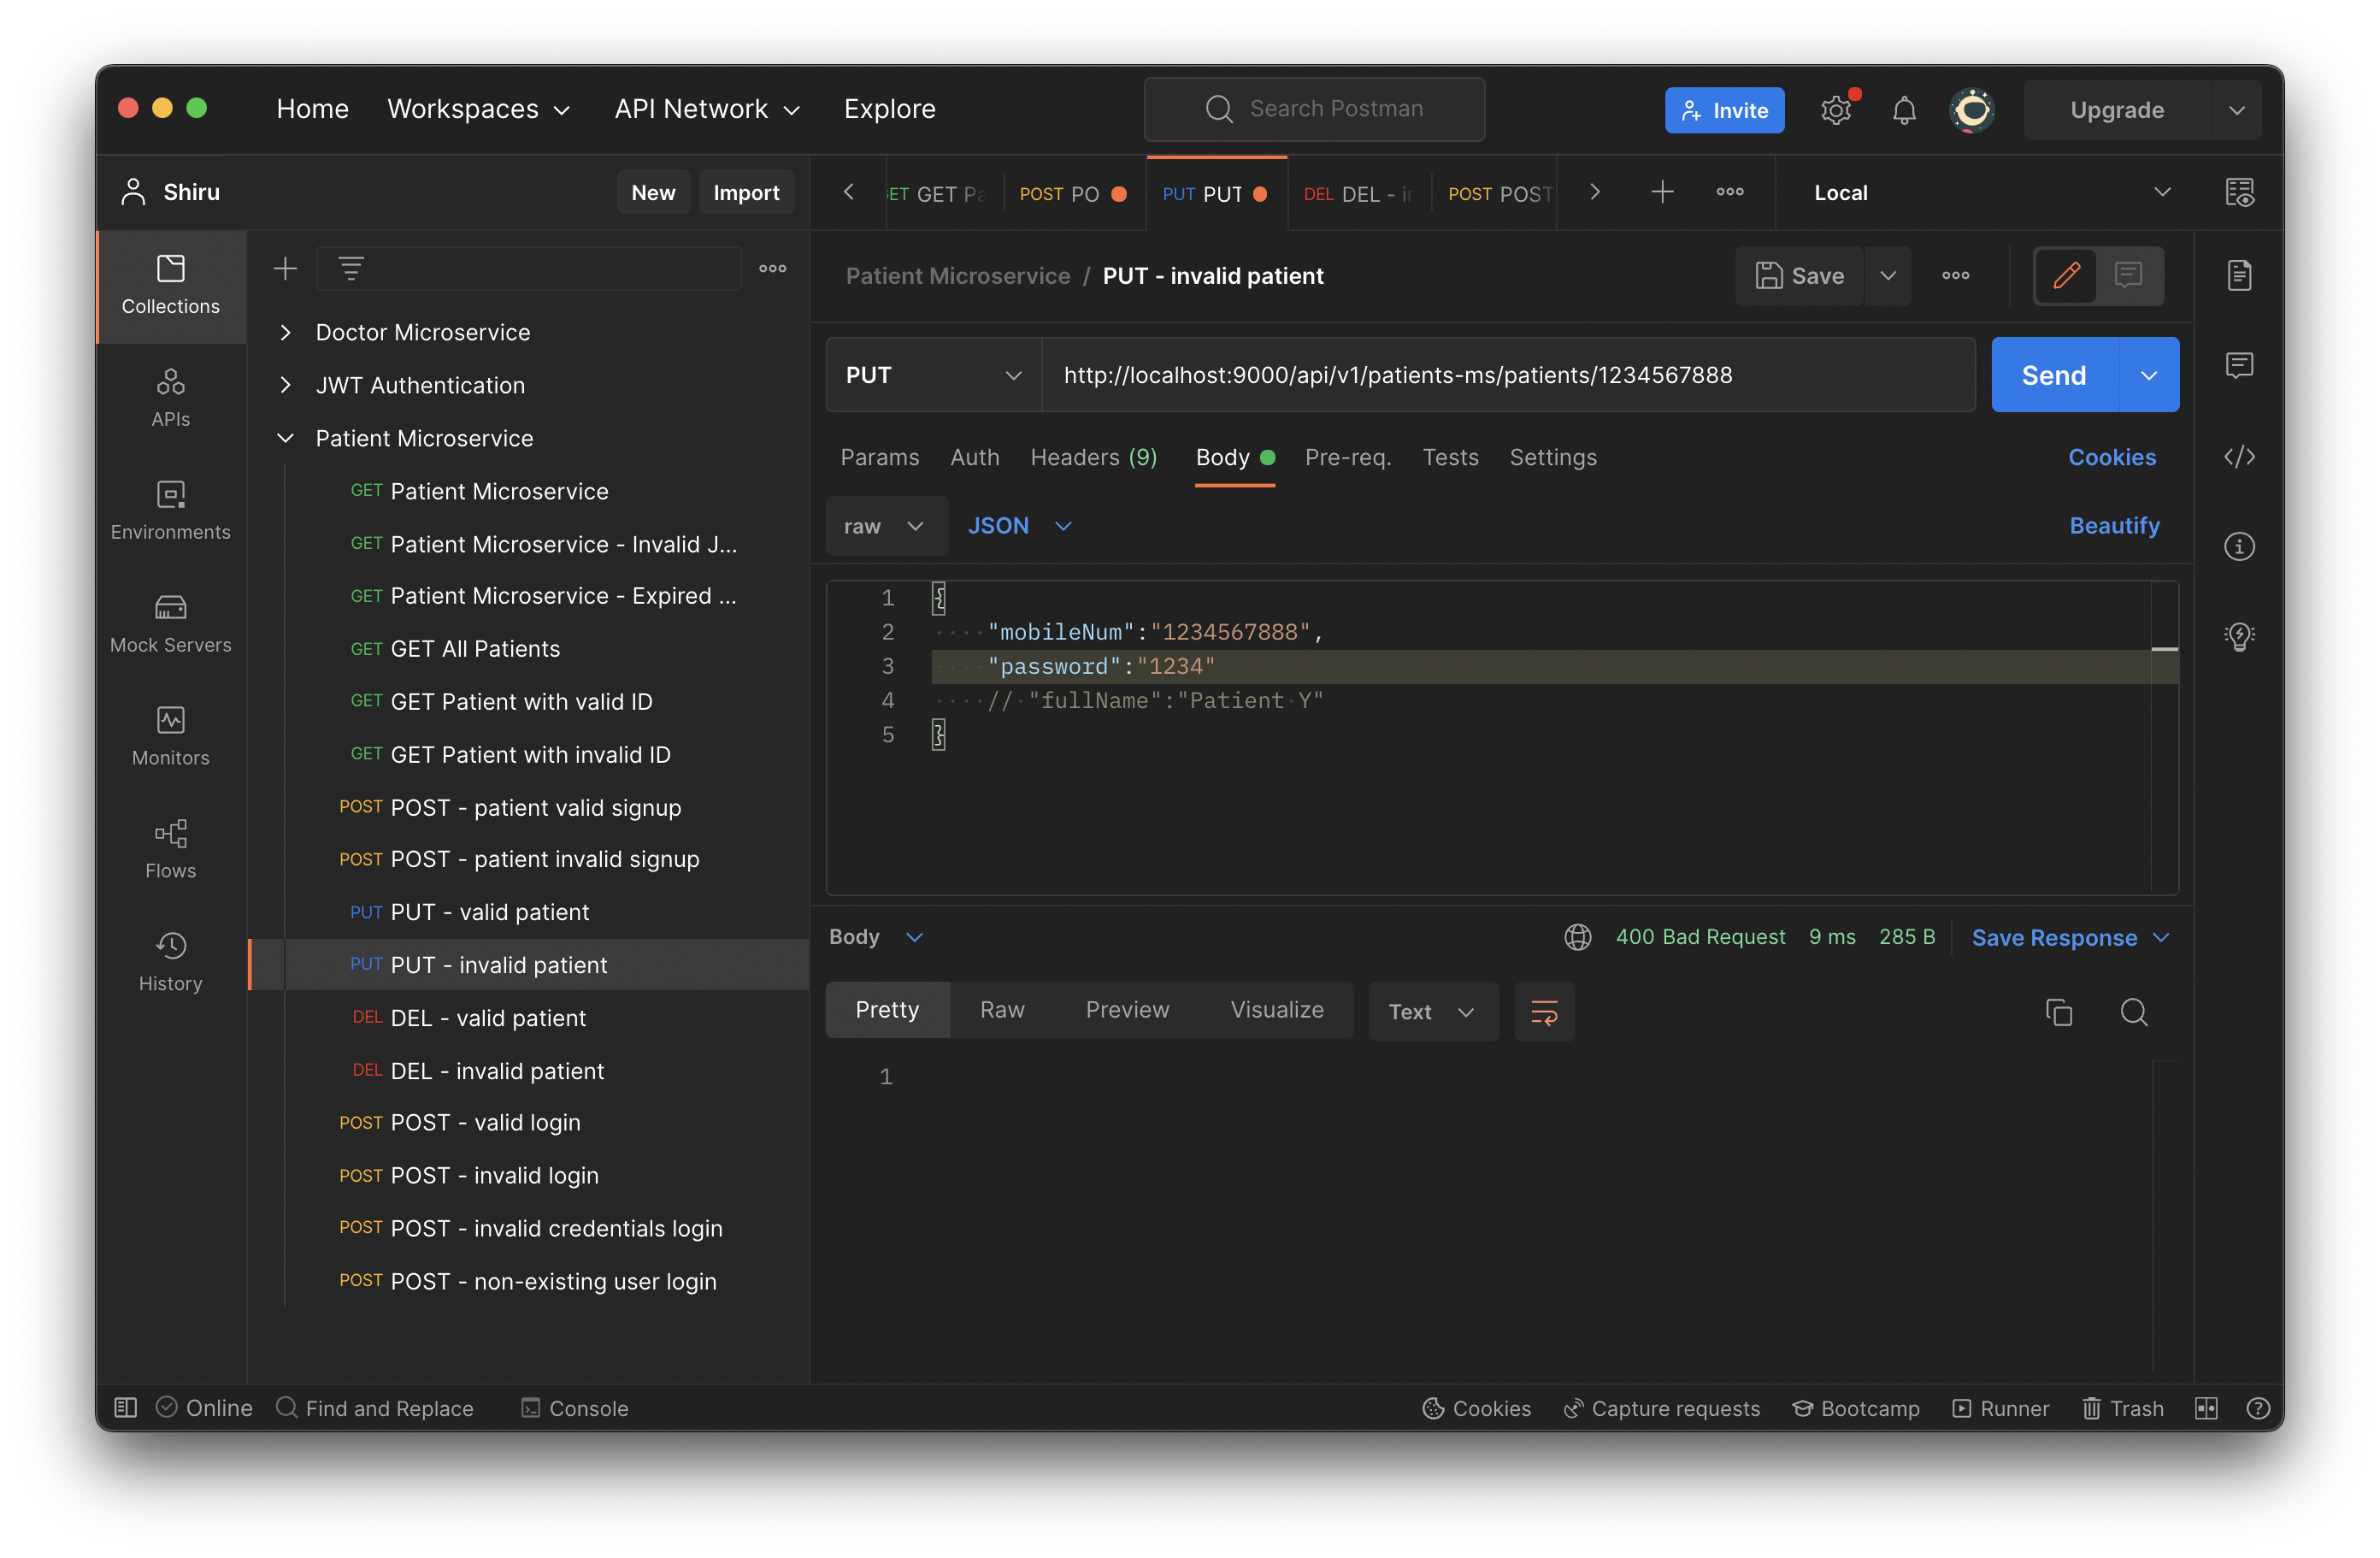 Home Workspaces API Network Explore Search Postman Invite Upgrade
Shiru New Import
GET Pa POST PO PUT PUT DEL DEL - in POST POST Local
Collections
APIs
Environments
Mock Servers
Monitors
Flows
History
Doctor Microservice
JWT Authentication
Patient Microservice
GET Patient Microservice
GET Patient Microservice - Invalid J...
GET Patient Microservice - Expired ...
GET GET All Patients
GET GET Patient with valid ID
GET GET Patient with invalid ID
POST POST - patient valid signup
POST POST - patient invalid signup
PUT PUT - valid patient
PUT PUT - invalid patient
DEL DEL - valid patient
DEL DEL - invalid patient
POST POST - valid login
POST POST - invalid login
POST POST - invalid credentials login
POST POST - non-existing user login
Patient Microservice / PUT - invalid patient Save
PUT http://localhost:9000/api/v1/patients-ms/patients/1234567888 Send
Params Auth Headers (9) Body Pre-req. Tests Settings Cookies
raw JSON Beautify
1 {
2 "mobileNum":"1234567888",
3 "password":"1234"
4 // "fullName":"Patient Y"
5 }
Body 400 Bad Request 9 ms 285 B Save Response
Pretty Raw Preview Visualize Text
1
Online Find and Replace Console Cookies Capture requests Bootcamp Runner Trash